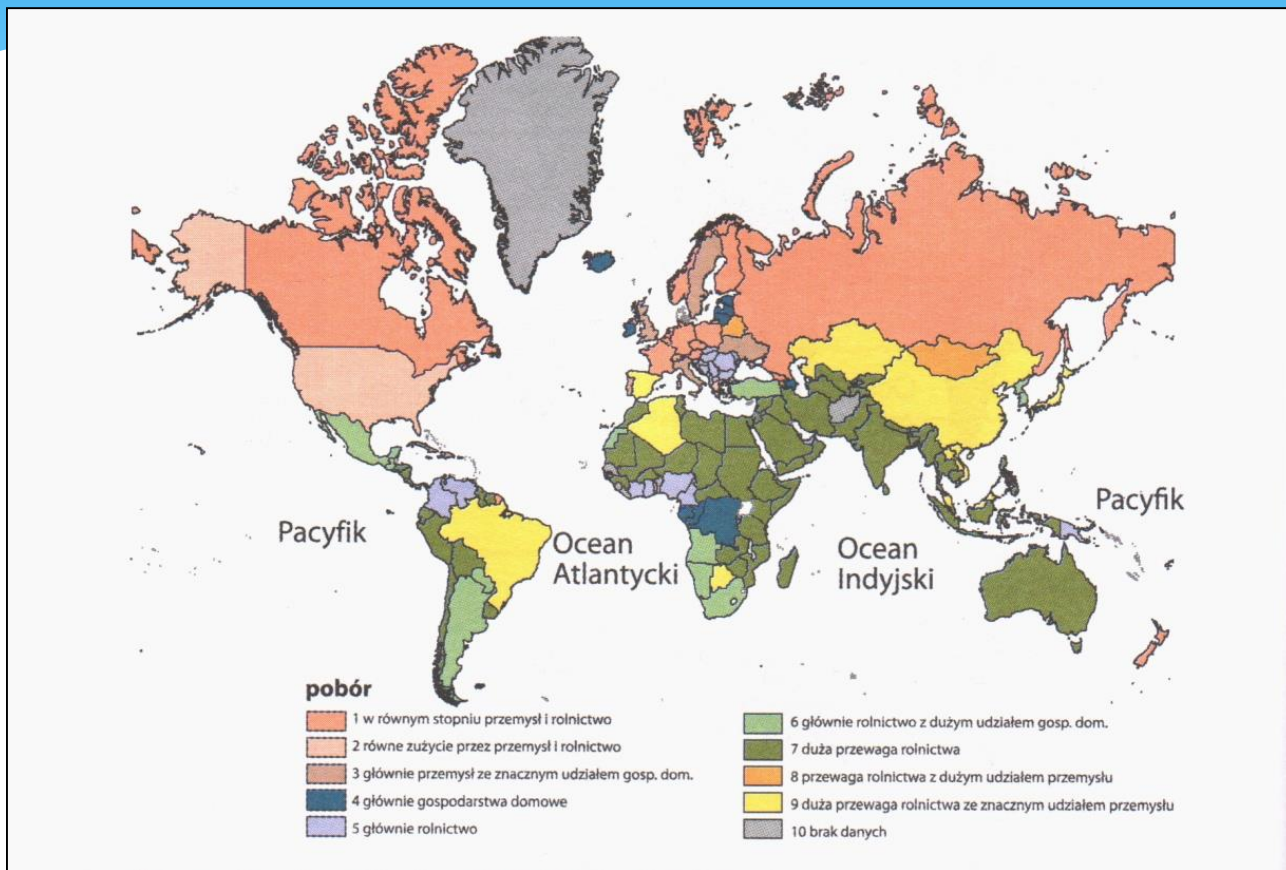 Pacyfik
Ocean
Atlantycki
Ocean
Indyjski
Pacyfik
pobór
1 w równym stopniu przemysł i rolnictwo
2 równe zużycie przez przemysł i rolnictwo
3 głównie przemysł ze znacznym udziałem gosp. dom.
4 głównie gospodarstwa domowe
5 głównie rolnictwo
6 głównie rolnictwo z dużym udziałem gosp. dom.
7 duża przewaga rolnictwa
8 przewaga rolnictwa z dużym udziałem przemysłu
9 duża przewaga rolnictwa ze znacznym udziałem przemysłu
10 brak danych